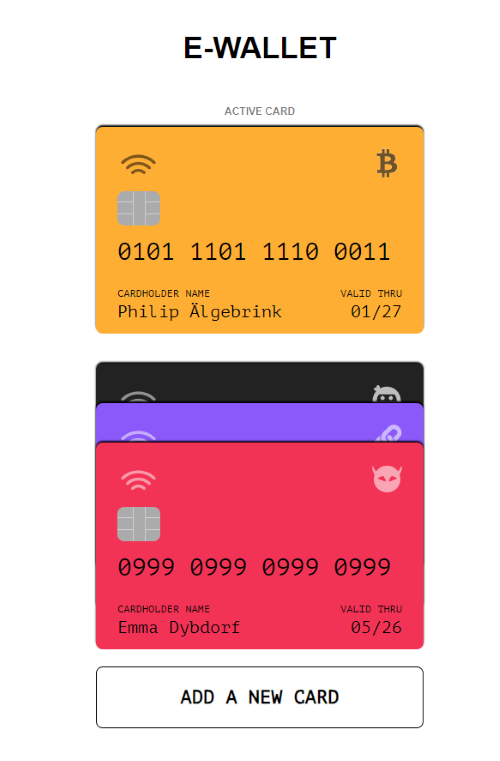 E-WALLET
ACTIVE CARD
0101 1101 1110 0011
CARDHOLDER NAME VALID THRU
Philip Älgebrink 01/27
0999 0999 0999 0999
CARDHOLDER NAME VALID THRU
Emma Dybdorf 05/26
ADD A NEW CARD